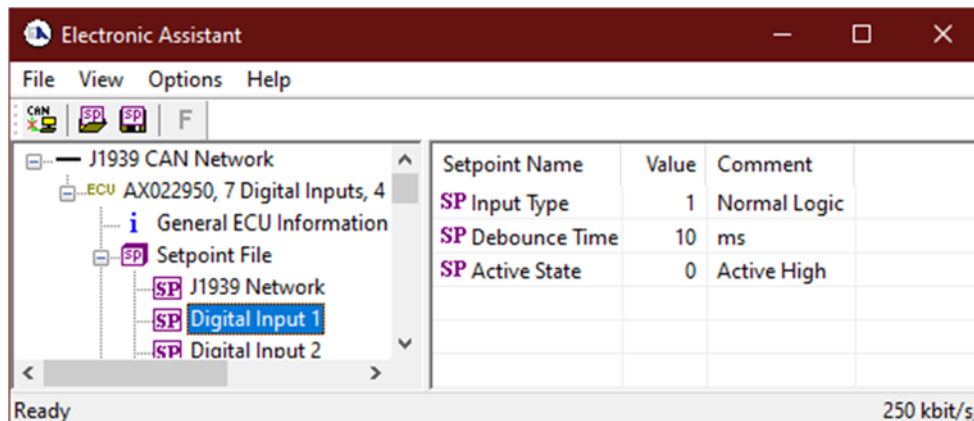 Electronic Assistant
File View Options Help
CAN SP SP F
J1939 CAN Network
ECU AX022950, 7 Digital Inputs, 4
i General ECU Information
SP Setpoint File
SP J1939 Network
SP Digital Input 1
SP Digital Input 2
Setpoint Name Value Comment
SP Input Type 1 Normal Logic
SP Debounce Time 10 ms
SP Active State 0 Active High
Ready 250 kbit/s